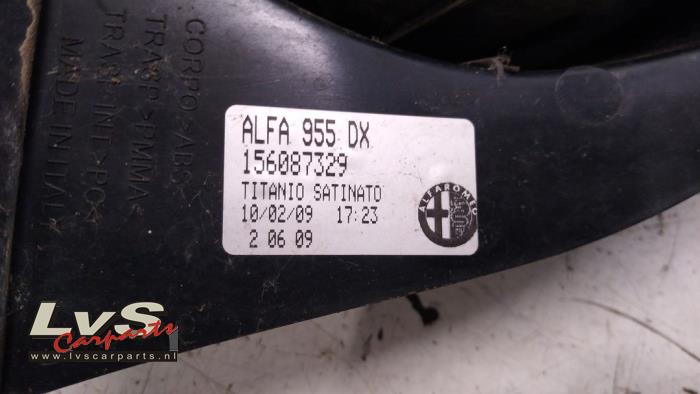 CORPO >ABS<
TRASP >PMMA<
TRASP INT >PC<
MADE IN ITALY
ALFA 955 DX
156087329
TITANIO SATINATO
10/02/09 17:23
2 06 09
ALFA ROMEO
LvS
Carparts
www.lvscarparts.nl